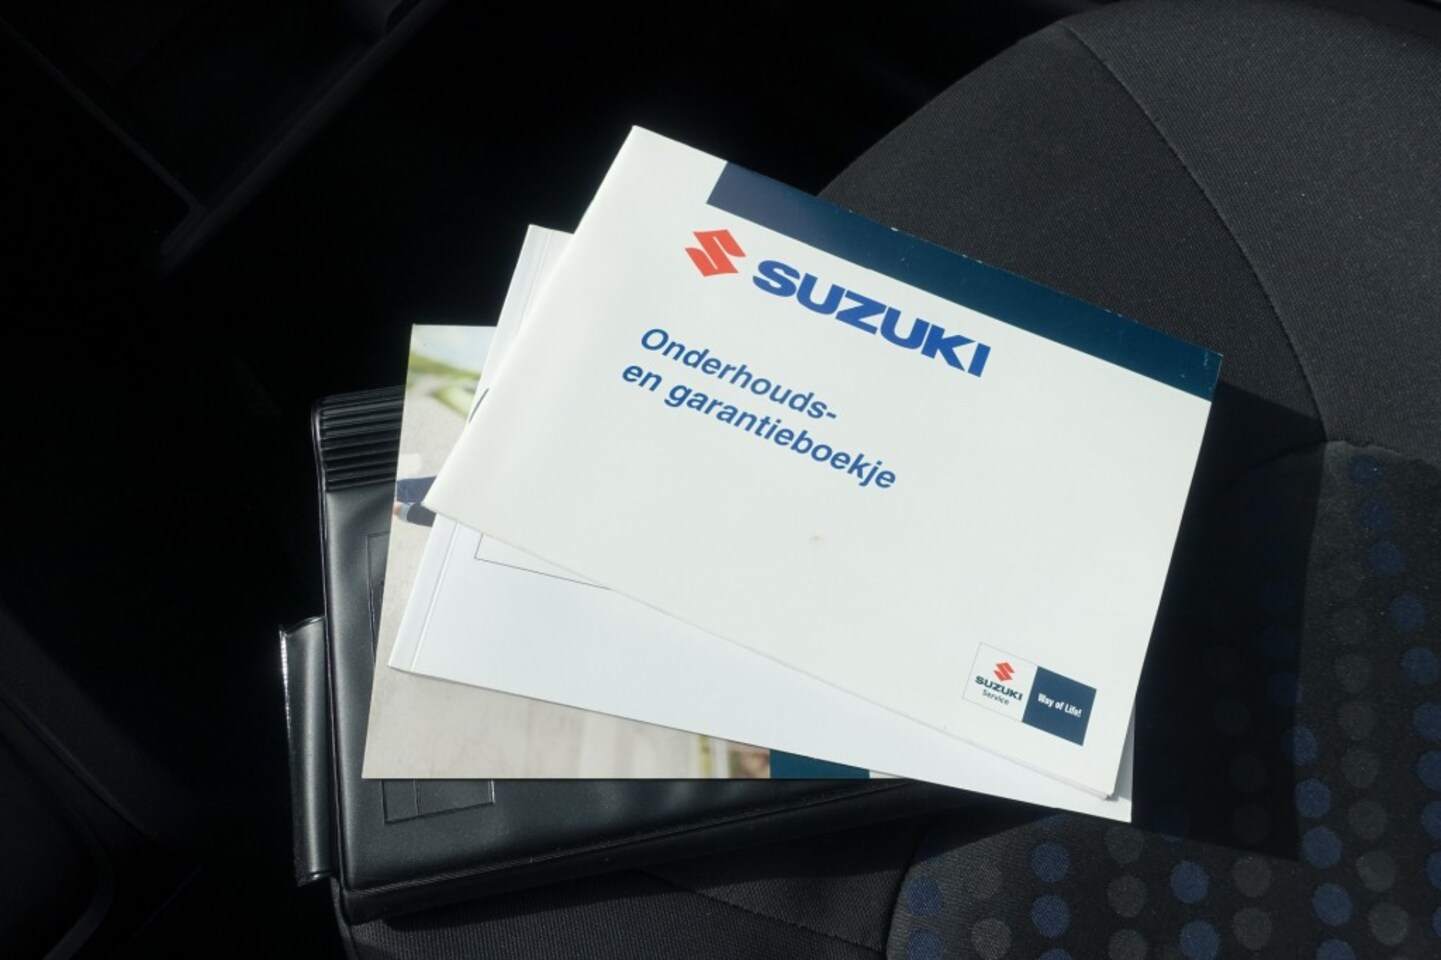 SUZUKI
Onderhouds-
en garantieboekje
SUZUKI
Service
Way of Life!